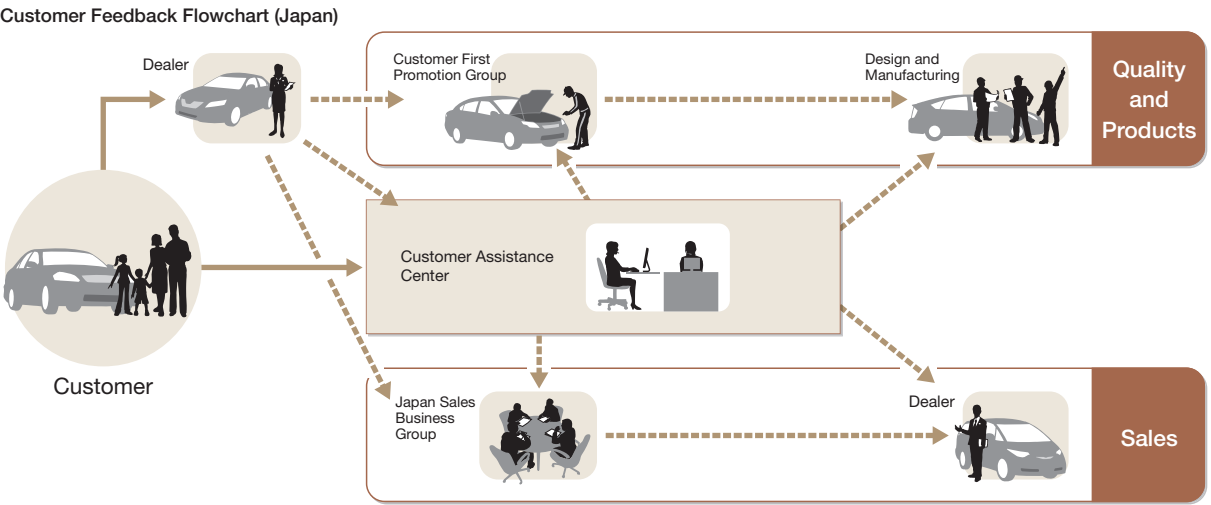 Customer Feedback Flowchart (Japan)
Dealer
Customer First
Promotion Group
Design and
Manufacturing
Quality
and
Products
Customer Assistance
Center
Customer
Japan Sales
Business
Group
Dealer
Sales